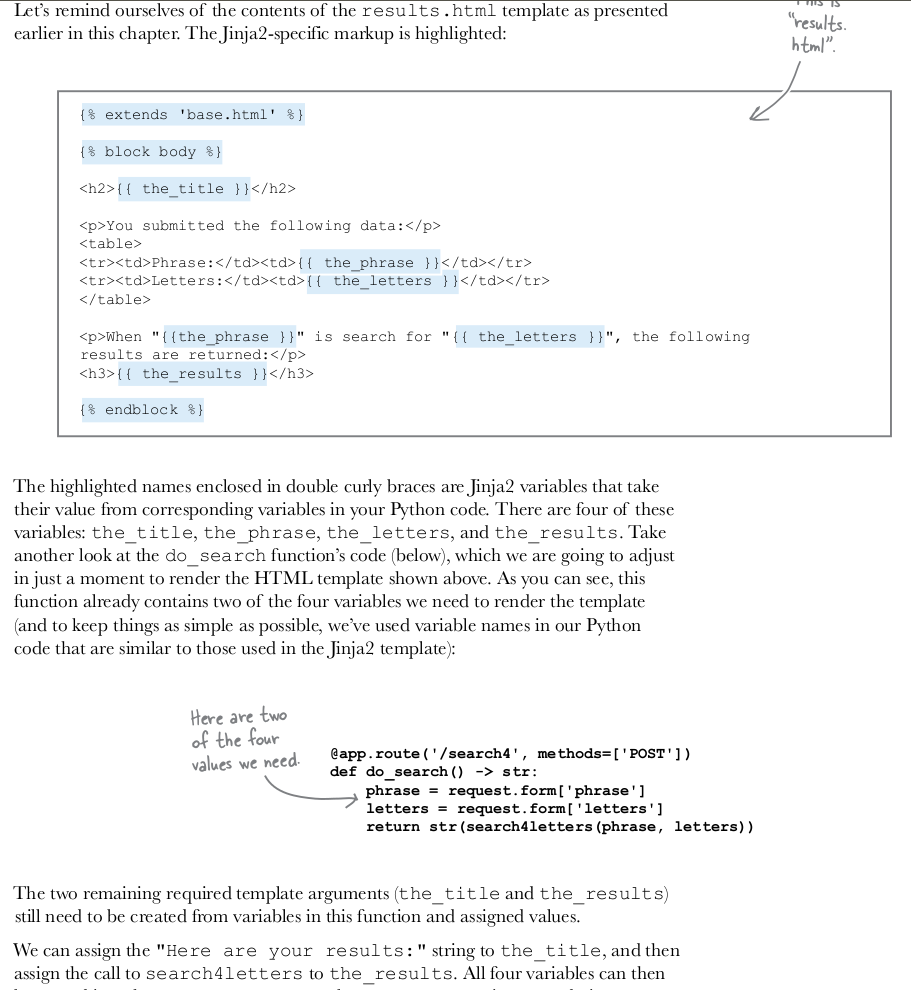 Let's remind ourselves of the contents of the results.html template as presented
earlier in this chapter. The Jinja2-specific markup is highlighted:
This is
"results.
html".
{% extends 'base.html' %}
{% block body %}
<h2>{{ the_title }}</h2>
<p>You submitted the following data:</p>
<table>
<tr><td>Phrase:</td><td>{{ the_phrase }}</td></tr>
<tr><td>Letters:</td><td>{{ the_letters }}</td></tr>
</table>
<p>When "{{the_phrase }}" is search for "{{ the_letters }}", the following
results are returned:</p>
<h3>{{ the_results }}</h3>
{% endblock %}
The highlighted names enclosed in double curly braces are Jinja2 variables that take
their value from corresponding variables in your Python code. There are four of these
variables: the_title, the_phrase, the_letters, and the_results. Take
another look at the do_search function's code (below), which we are going to adjust
in just a moment to render the HTML template shown above. As you can see, this
function already contains two of the four variables we need to render the template
(and to keep things as simple as possible, we've used variable names in our Python
code that are similar to those used in the Jinja2 template):
Here are two
of the four
values we need.
@app.route('/search4', methods=['POST'])
def do_search() -> str:
phrase = request.form['phrase']
letters = request.form['letters']
return str(search4letters(phrase, letters))
The two remaining required template arguments (the_title and the_results)
still need to be created from variables in this function and assigned values.
We can assign the "Here are your results:" string to the_title, and then
assign the call to search4letters to the_results. All four variables can then